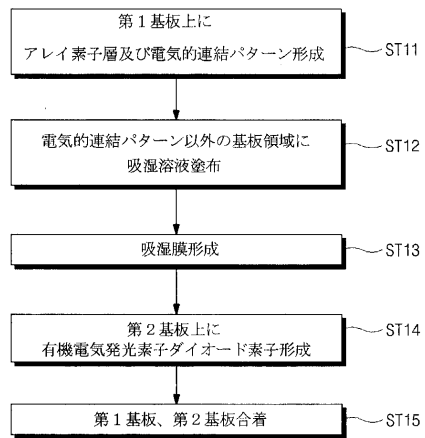 第1基板上に
アレイ素子層及び電気的連結パターン形成
ST11
電気的連結パターン以外の基板領域に
吸湿溶液塗布
ST12
吸湿膜形成
ST13
第2基板上に
有機電気発光素子ダイオード素子形成
ST14
第1基板、第2基板合着
ST15